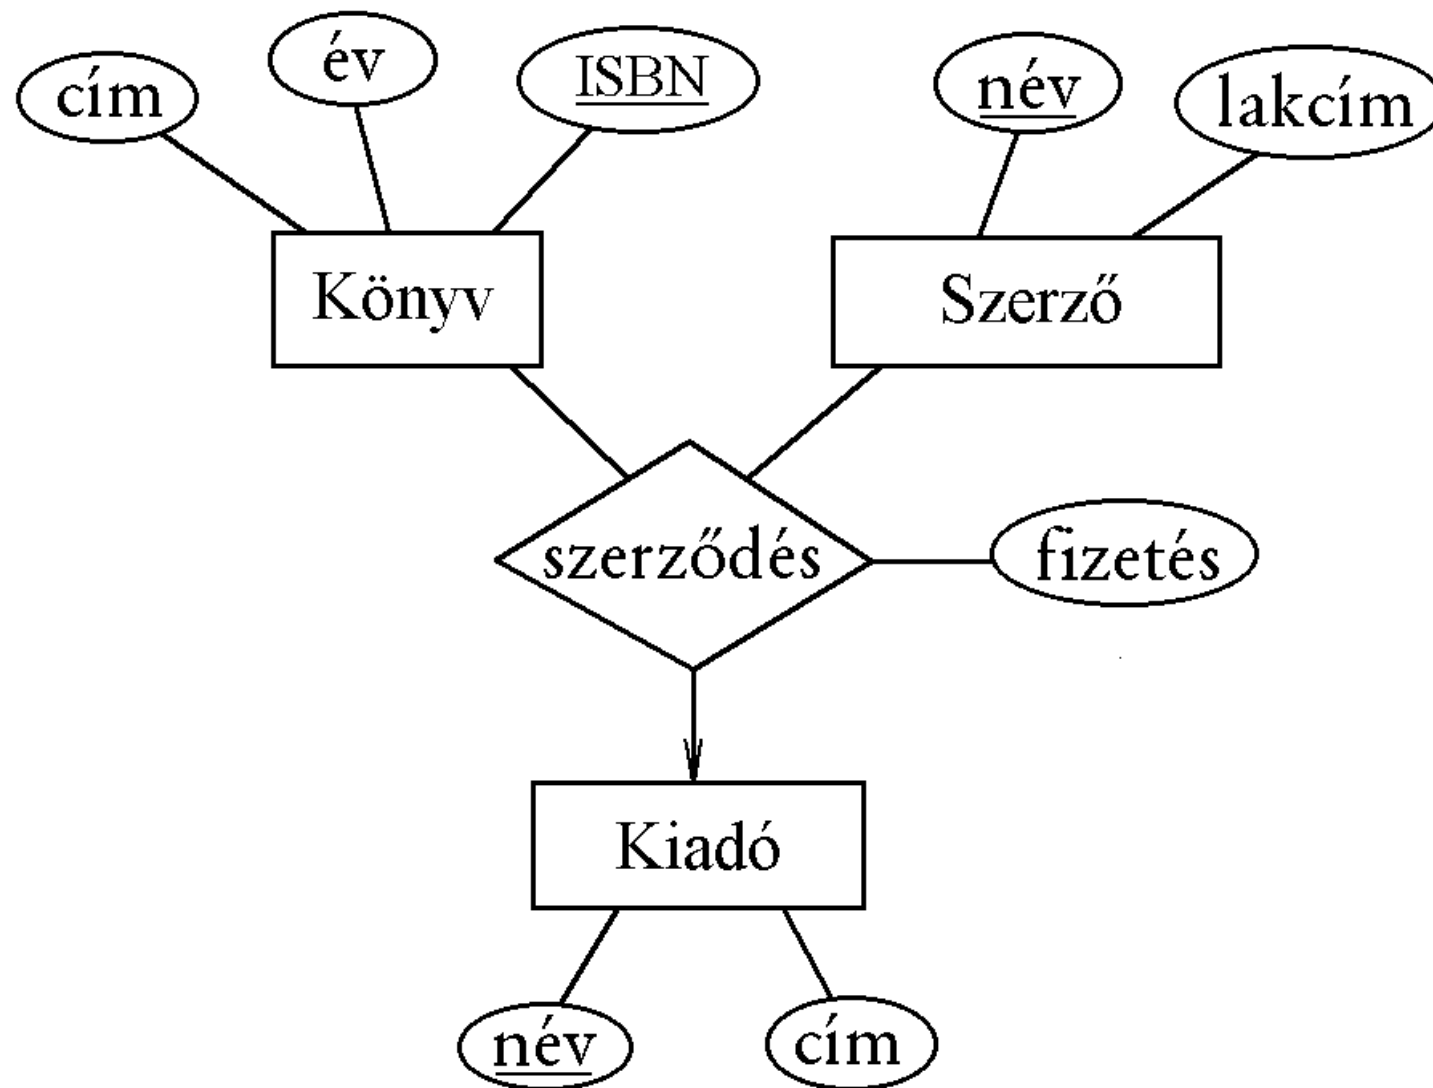 cím
év
ISBN
név
lakcím
Könyv
Szerző
szerződés
fizetés
Kiadó
név
cím